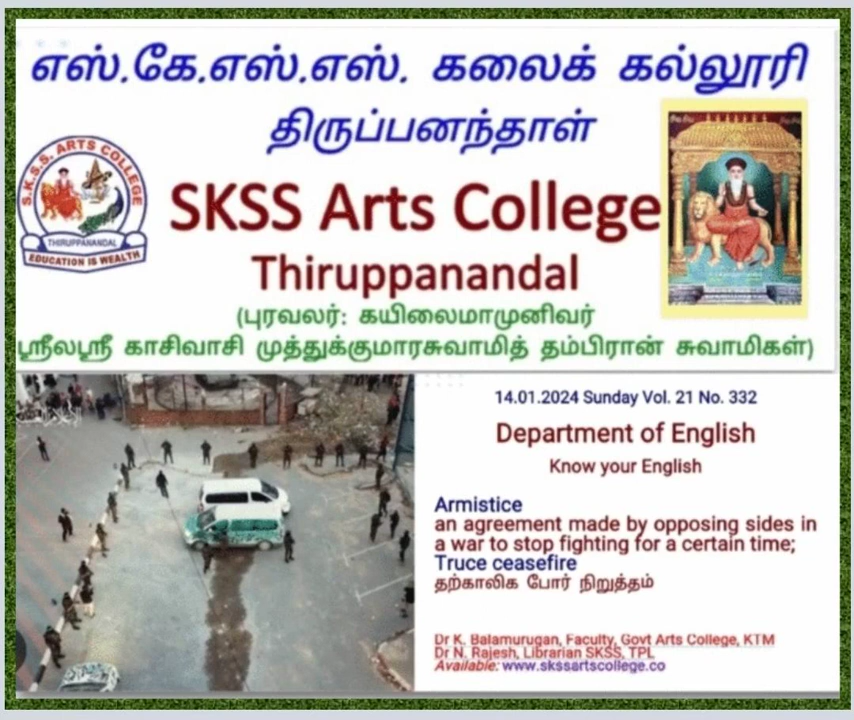 எஸ்.கே.எஸ்.எஸ். கலைக் கல்லூரி
திருப்பனந்தாள்
S.K.S.S. ARTS COLLEGE
THIRUPPANANDAL
EDUCATION IS WEALTH
SKSS Arts College
Thiruppanandal
(புரவலர்: கயிலைமாமுனிவர்
ஸ்ரீலஸ்ரீ காசிவாசி முத்துக்குமாரசுவாமித் தம்பிரான் சுவாமிகள்)
14.01.2024 Sunday Vol. 21 No. 332
Department of English
Know your English
Armistice
an agreement made by opposing sides in
a war to stop fighting for a certain time;
Truce ceasefire
தற்காலிக போர் நிறுத்தம்
Dr K. Balamurugan, Faculty, Govt Arts College, KTM
Dr N. Rajesh, Librarian SKSS, TPL
Available: www.skssartscollege.co